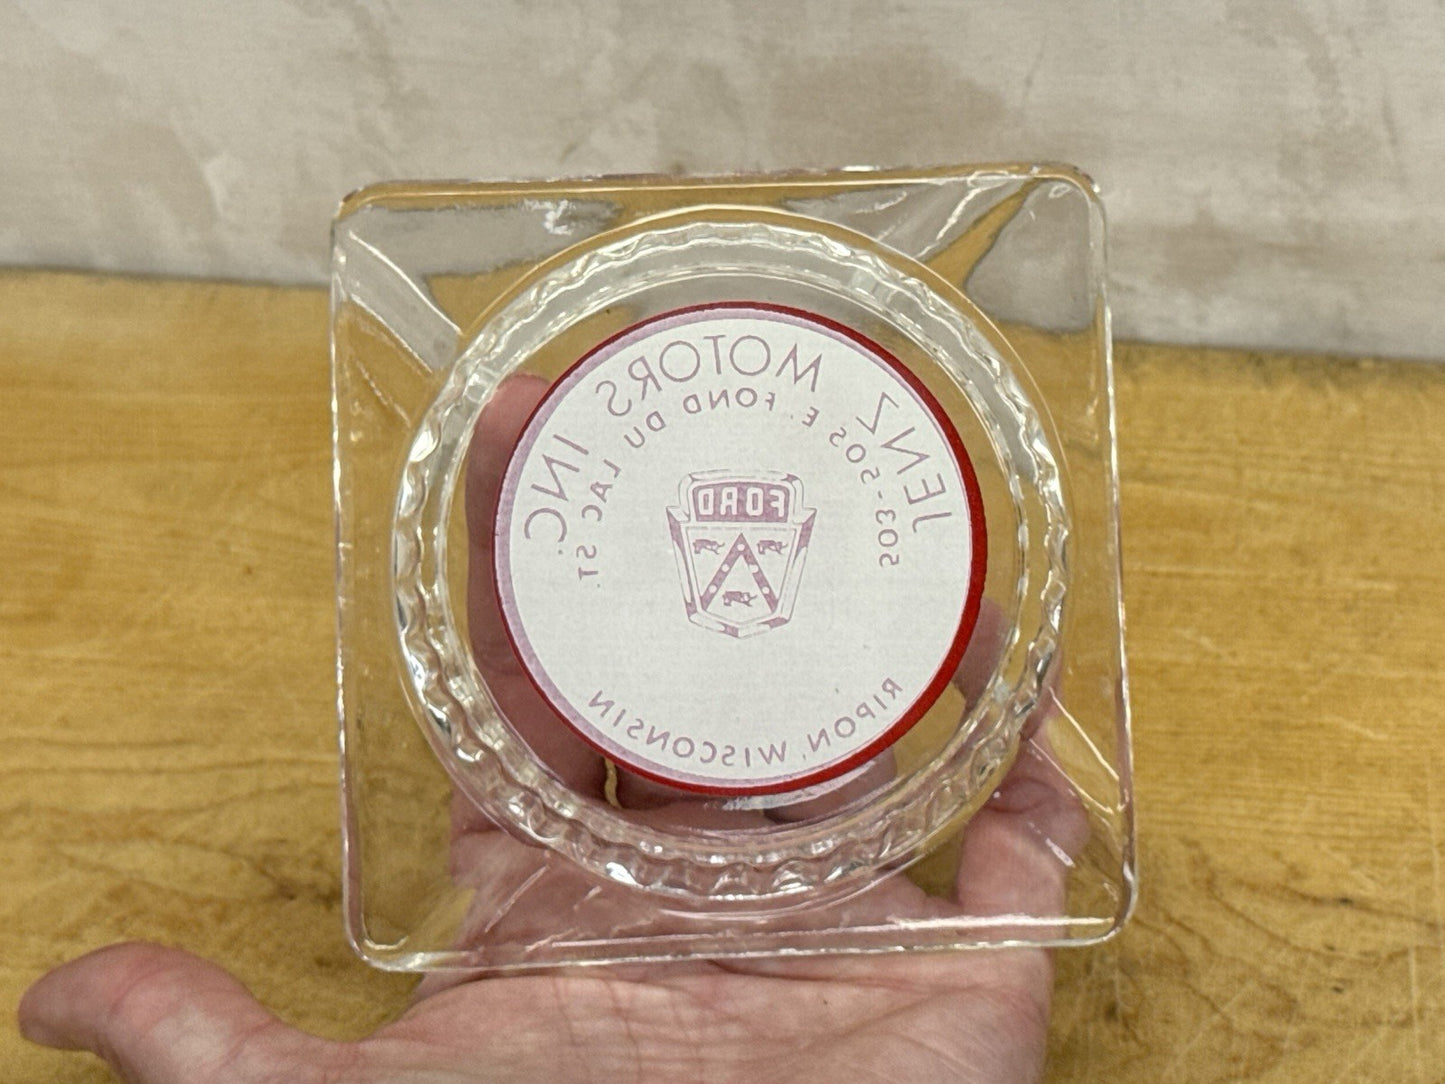 JENZ MOTORS INC.
503-505 E. FOND DU LAC ST.
FORD
RIPON, WISCONSIN